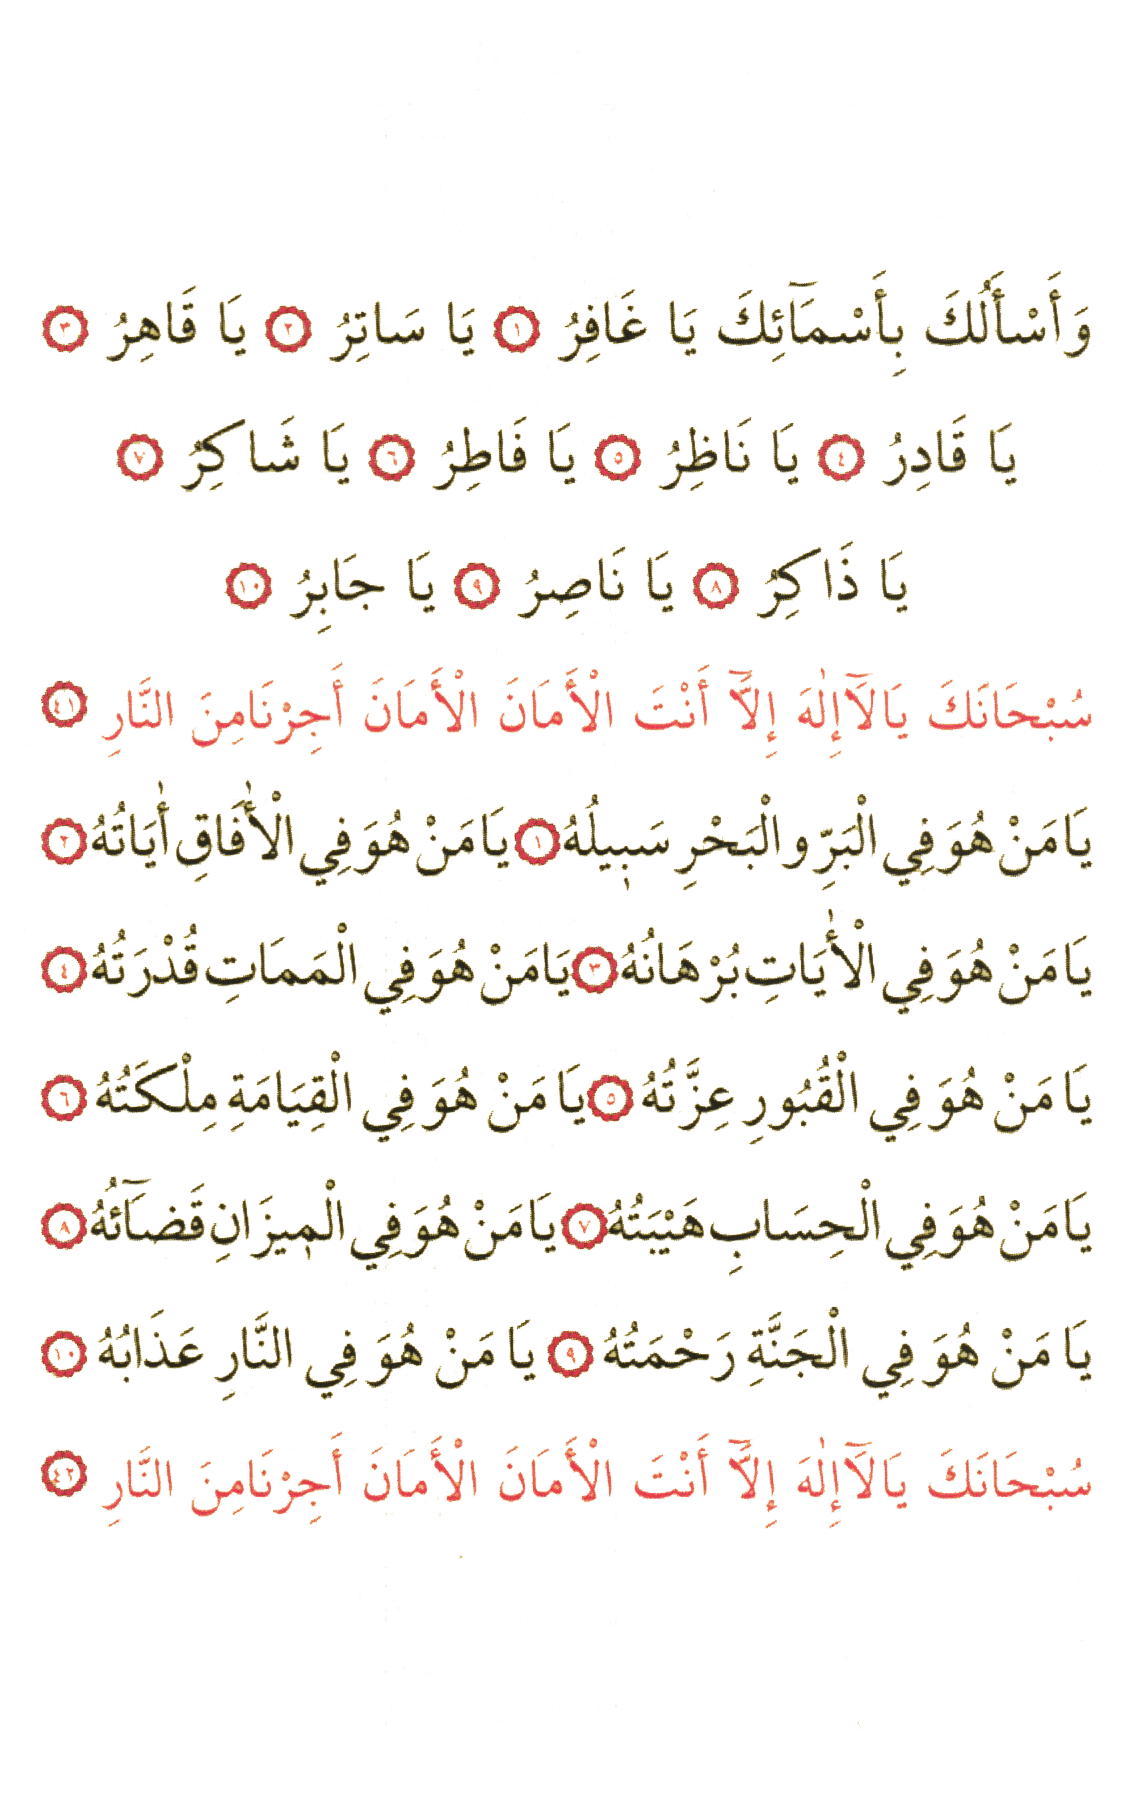 وَأَسْأَلُكَ بِأَسْمَآئِكَ يَا غَافِرُ ١ يَا سَاتِرُ ٢ يَا قَاهِرُ ٣
يَا قَادِرُ ٤ يَا نَاظِرُ ٥ يَا فَاطِرُ ٦ يَا شَاكِرُ ٧
يَا ذَاكِرُ ٨ يَا نَاصِرُ ٩ يَا جَابِرُ ١٠
سُبْحَانَكَ يَالَآإِلٰهَ إِلَّآ أَنْتَ الْأَمَانَ الْأَمَانَ أَجِرْنَامِنَ النَّارِ ٤١
يَامَنْ هُوَفِي الْبَرِّ و الْبَحْرِ سَبٖيلُهُ ١ يَامَنْ هُوَفِي الْأٰفَاقِ أٰيَاتُهُ ٢
يَامَنْ هُوَفِي الْأٰيَاتِ بُرْهَانُهُ ٣ يَامَنْ هُوَفِي الْمَمَاتِ قُدْرَتُهُ ٤
يَا مَنْ هُوَ فِي الْقُبُورِ عِزَّتُهُ ٥ يَا مَنْ هُوَ فِي الْقِيَامَةِ مِلْكَتُهُ ٦
يَامَنْ هُوَفِي الْحِسَابِ هَيْبَتُهُ ٧ يَامَنْ هُوَفِي الْمٖيزَانِ قَضَآئُهُ ٨
يَا مَنْ هُوَ فِي الْجَنَّةِ رَحْمَتُهُ ٩ يَا مَنْ هُوَ فِي النَّارِ عَذَابُهُ ١٠
سُبْحَانَكَ يَالَآإِلٰهَ إِلَّآ أَنْتَ الْأَمَانَ الْأَمَانَ أَجِرْنَامِنَ النَّارِ ٤٢